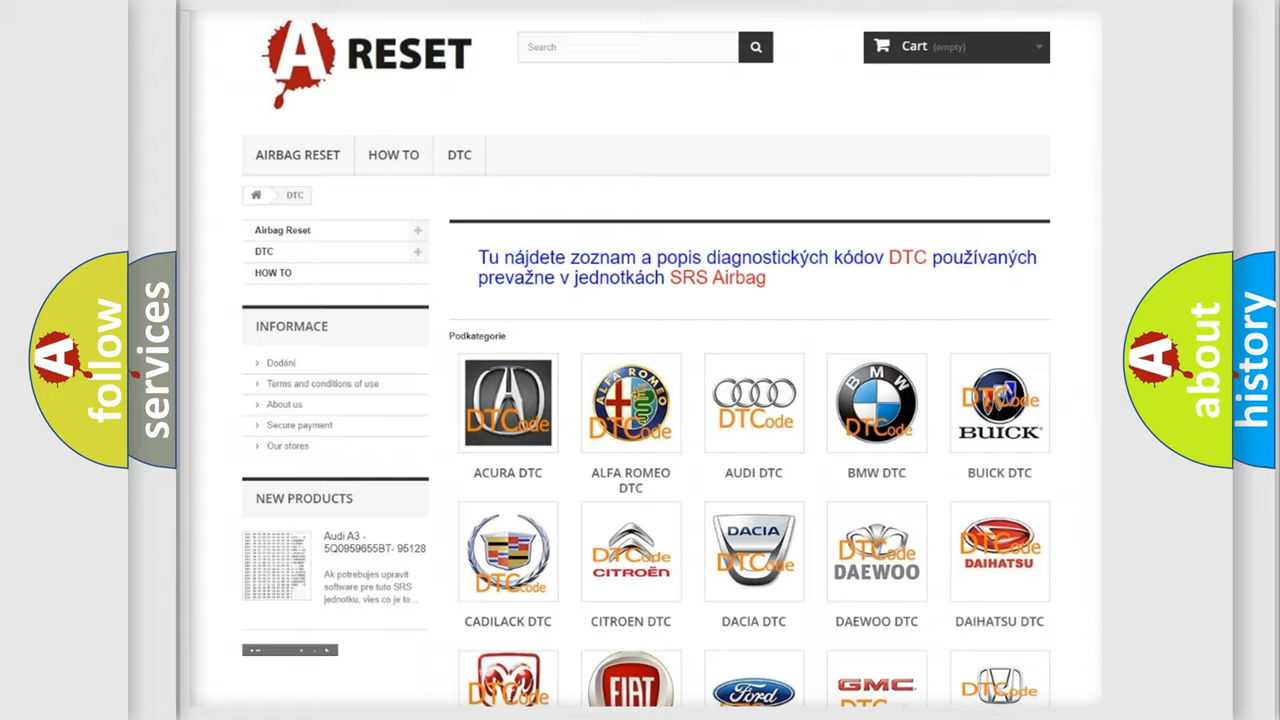 A RESET
Search
Cart (empty)
AIRBAG RESET
HOW TO
DTC
DTC
Airbag Reset
DTC
HOW TO
INFORMACE
Dodání
Terms and conditions of use
About us
Secure payment
Our stores
NEW PRODUCTS
Audi A3 -
5Q0959655BT- 95128
Ak potrebujes upravit
software pre tuto SRS
jednotku, vies co je to...
Tu nájdete zoznam a popis diagnostických kódov DTC používaných
prevažne v jednotkách SRS Airbag
Podkategorie
DTCode
ALFA ROMEO
DTCode
DTCode
BMW
DTCode
DTCode
BUICK
ACURA DTC
ALFA ROMEO
DTC
AUDI DTC
BMW DTC
BUICK DTC
DTCode
DTCode
CITROËN
DACIA
DTCode
DTCode
DAEWOO
DTCode
DAIHATSU
CADILACK DTC
CITROEN DTC
DACIA DTC
DAEWOO DTC
DAIHATSU DTC
DTCode
FIAT
Ford
GMC
DTCode
A follow
services
A about
history